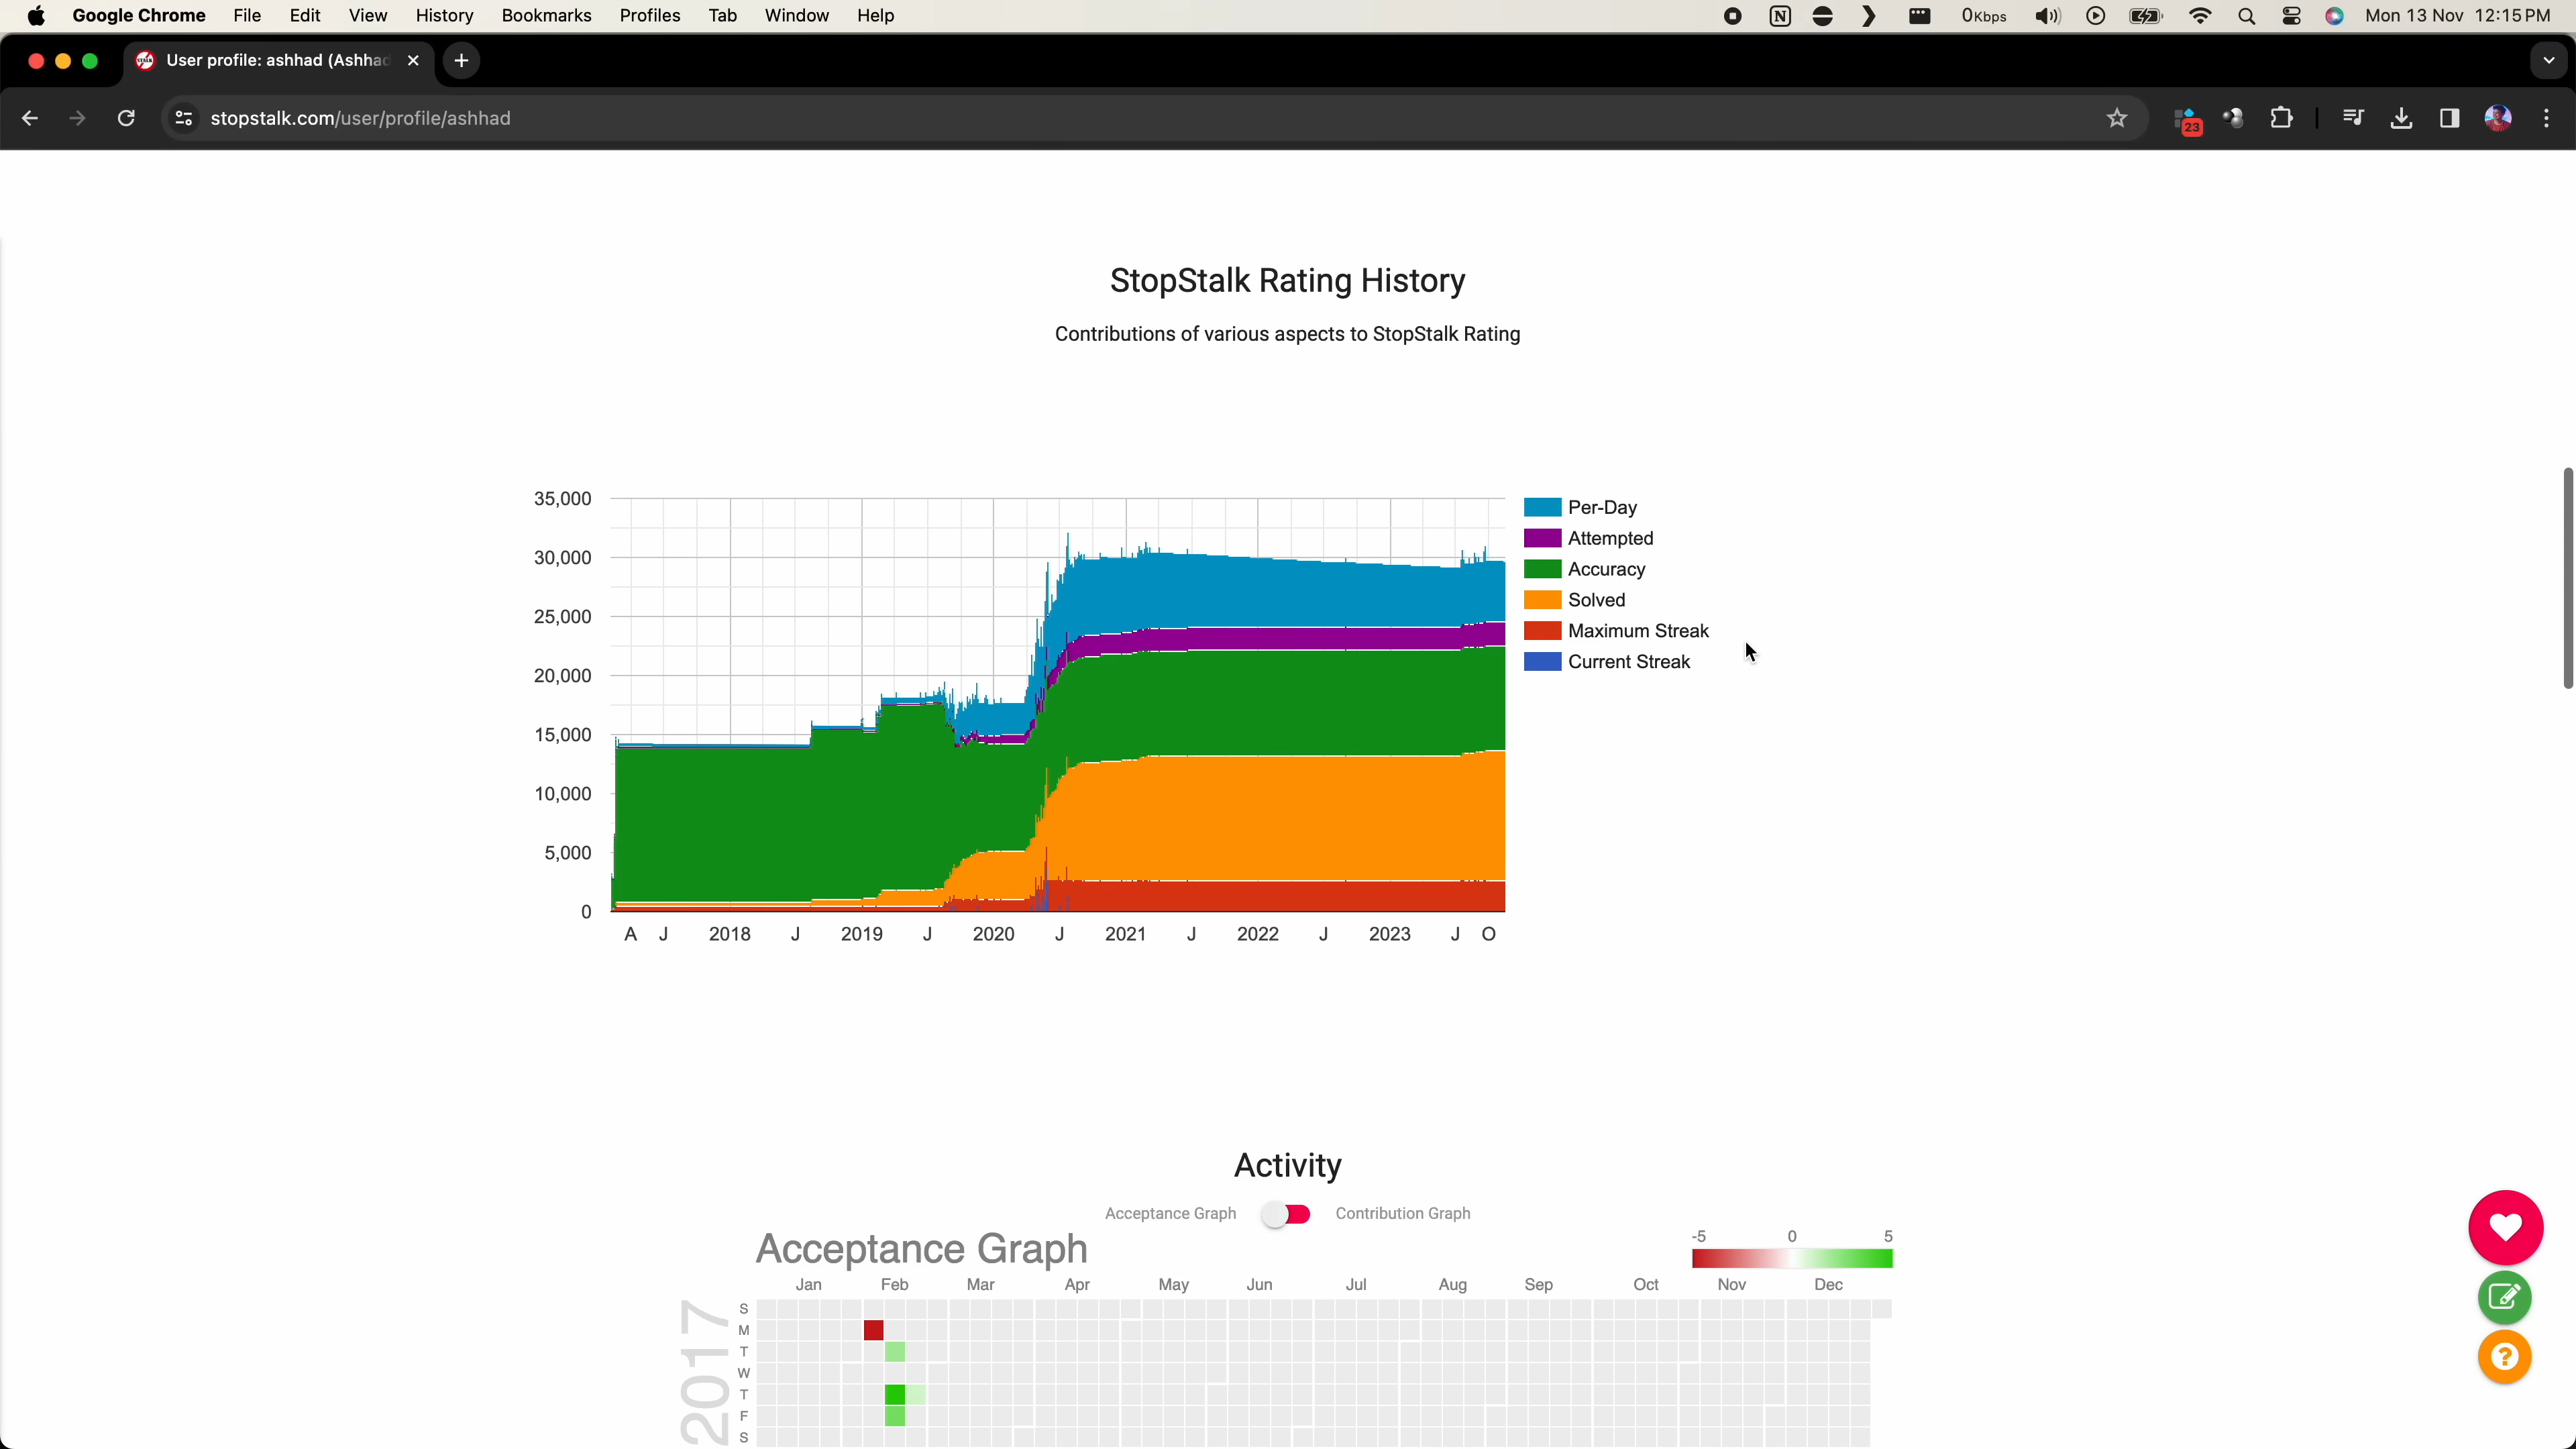 Google Chrome File Edit View History Bookmarks Profiles Tab Window Help 0Kbps Mon 13 Nov 12:15 PM
User profile: ashhad (Ashhad
stopstalk.com/user/profile/ashhad
23
StopStalk Rating History
Contributions of various aspects to StopStalk Rating
35,000
30,000
25,000
20,000
15,000
10,000
5,000
0
Per-Day
Attempted
Accuracy
Solved
Maximum Streak
Current Streak
A J 2018 J 2019 J 2020 J 2021 J 2022 J 2023 J O
Activity
Acceptance Graph Contribution Graph
Acceptance Graph
-5 0 5
Jan Feb Mar Apr May Jun Jul Aug Sep Oct Nov Dec
2017
S
M
T
W
T
F
S